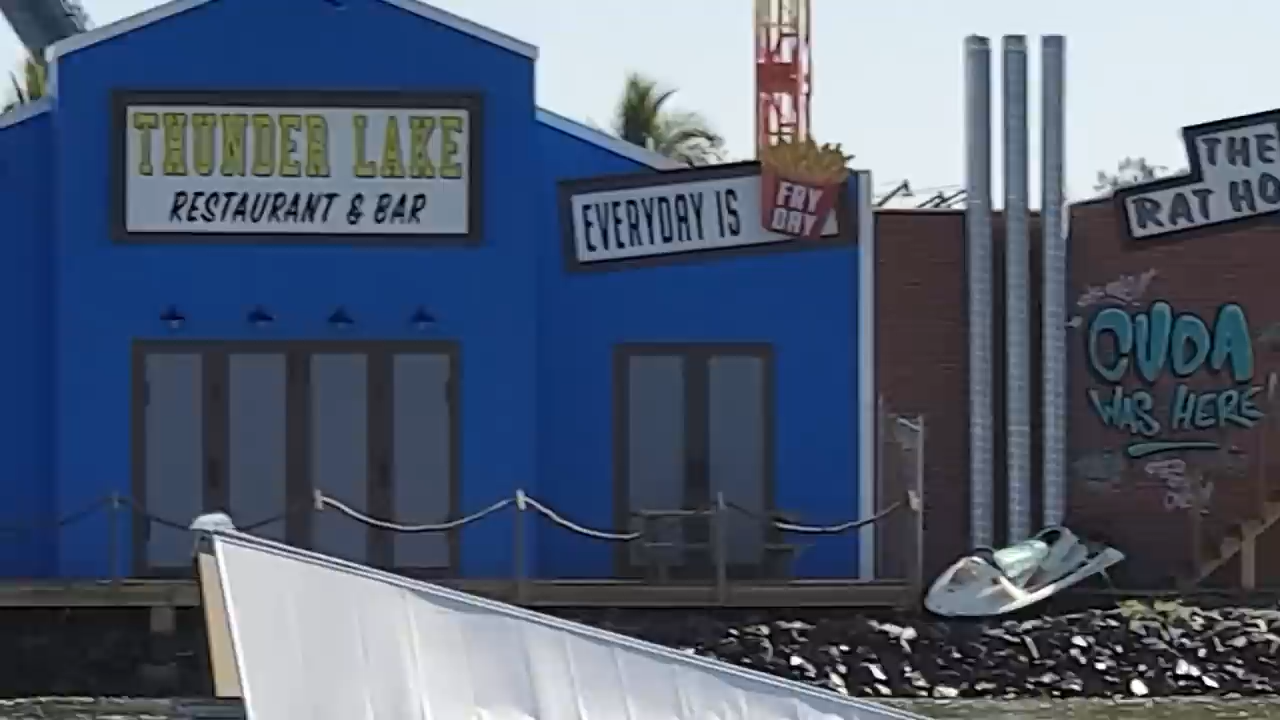 THUNDER LAKE
RESTAURANT & BAR
EVERYDAY IS
FRY
DAY
THE
RAT HO
CUDA
WAS HERE